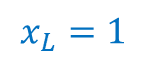 x_L = 1